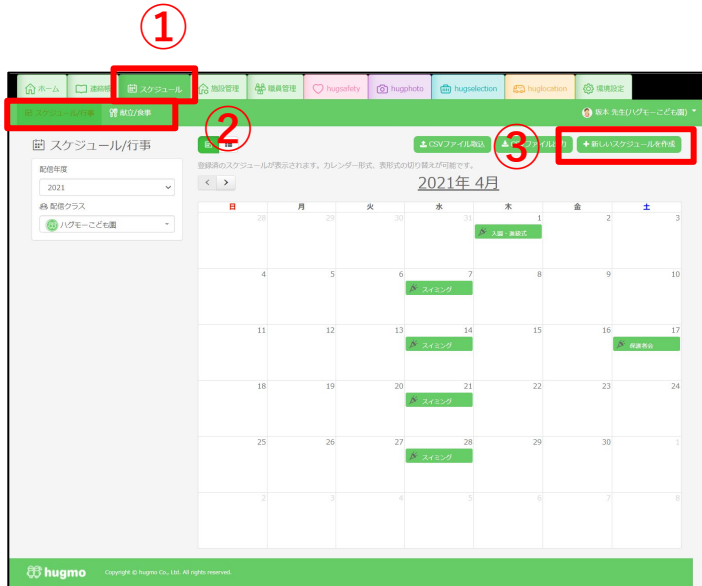 ①
ホーム 連絡帳 スケジュール 施設管理 職員管理 hugsafety hugphoto hugselection huglocation 環境設定
スケジュール/行事 献立/食事 坂本 先生(ハグモーこども園)
②
③
スケジュール/行事 CSVファイル取込 +新しいスケジュールを作成
配信年度
登録済のスケジュールが表示されます。カレンダー形式、表形式の切り替えが可能です。
2021
< > 2021年 4月
配信クラス
ハグモーこども園
日 月 火 水 木 金 土
28 29 30 31 1 2 3
入園・進級式
4 5 6 7 8 9 10
スイミング
11 12 13 14 15 16 17
スイミング 保護者会
18 19 20 21 22 23 24
スイミング
25 26 27 28 29 30 1
スイミング
2 3 4 5 6 7 8
hugmo Copyright © hugmo Co., Ltd. All rights reserved.